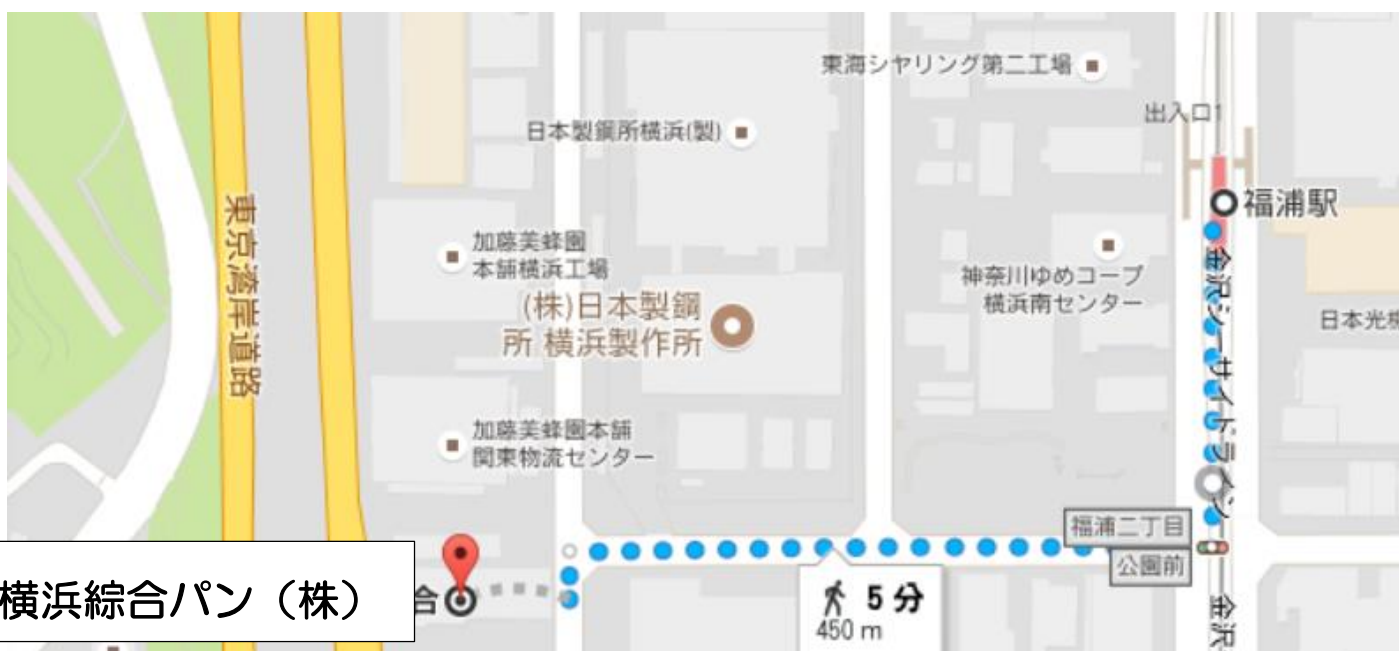 東海シヤリング第二工場
出入口1
日本製鋼所横浜(製)
福浦駅
東京湾岸道路
加藤美蜂園
本舗横浜工場
神奈川ゆめコープ
横浜南センター
(株)日本製鋼
所 横浜製作所
日本光
金沢シーサイドライン
加藤美蜂園本舗
関東物流センター
福浦二丁目
公園前
横浜綜合パン（株）
合
5 分
450 m
金沢